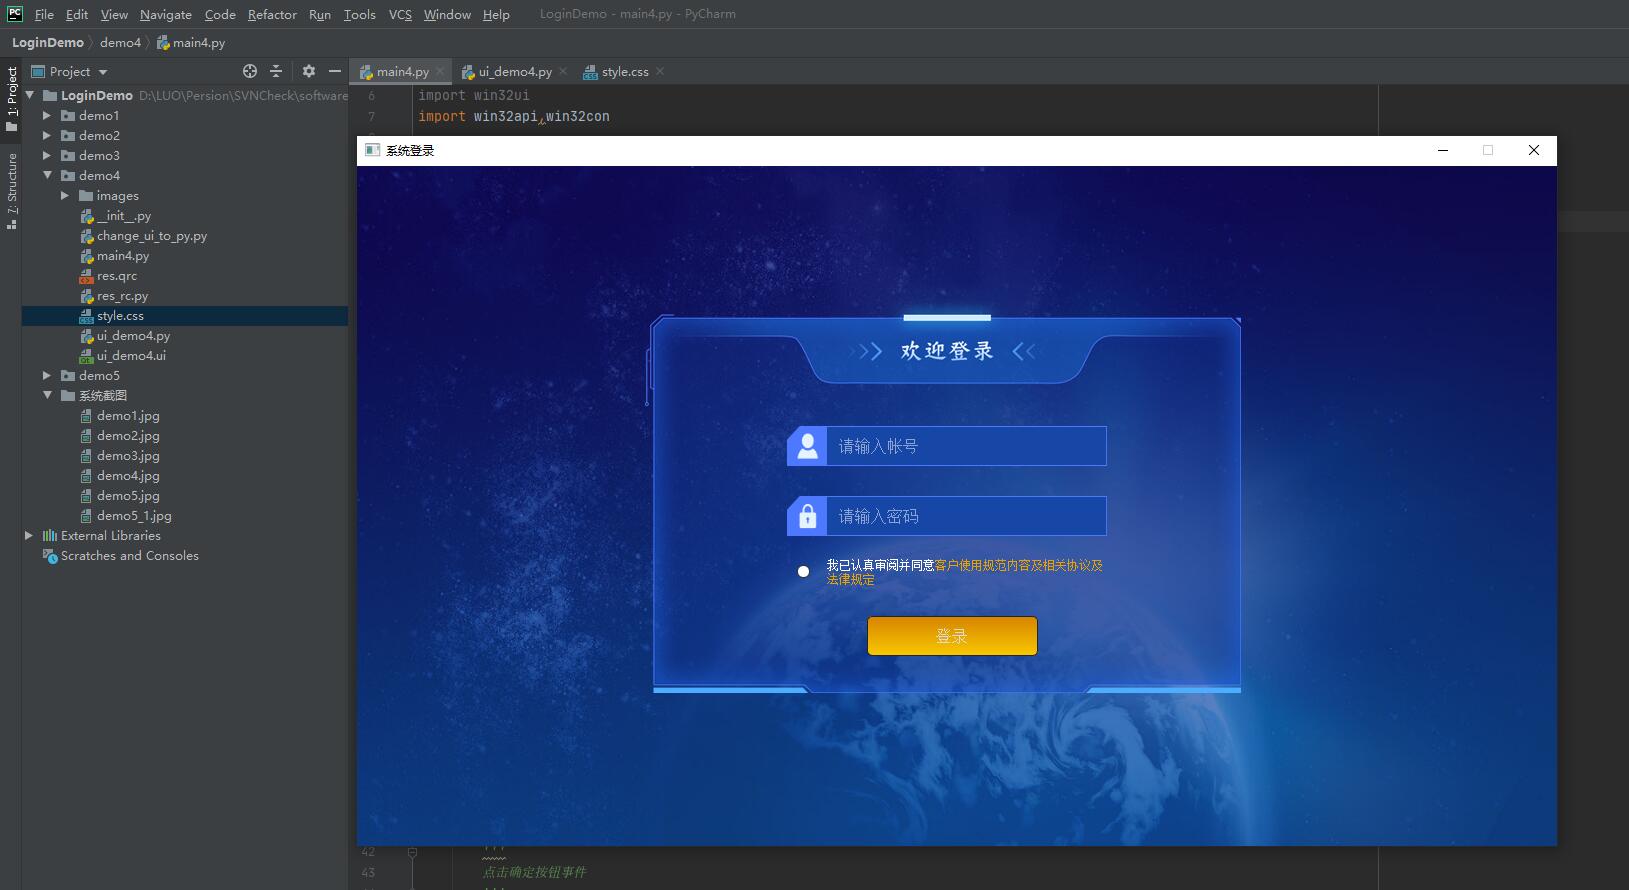 File Edit View Navigate Code Refactor Run Tools VCS Window Help LoginDemo - main4.py - PyCharm
LoginDemo demo4 main4.py
1: Project
7: Structure
Project
main4.py ui_demo4.py style.css
LoginDemo D:\LUO\Persion\SVNCheck\software
demo1
demo2
demo3
demo4
images
__init__.py
change_ui_to_py.py
main4.py
res.qrc
res_rc.py
style.css
ui_demo4.py
ui_demo4.ui
demo5
系统截图
demo1.jpg
demo2.jpg
demo3.jpg
demo4.jpg
demo5.jpg
demo5_1.jpg
External Libraries
Scratches and Consoles
6 import win32ui
7 import win32api,win32con
系统登录
欢迎登录
请输入帐号
请输入密码
我已认真审阅并同意客户使用规范内容及相关协议及
法律规定
登录
42 '''
43 点击确定按钮事件
'''